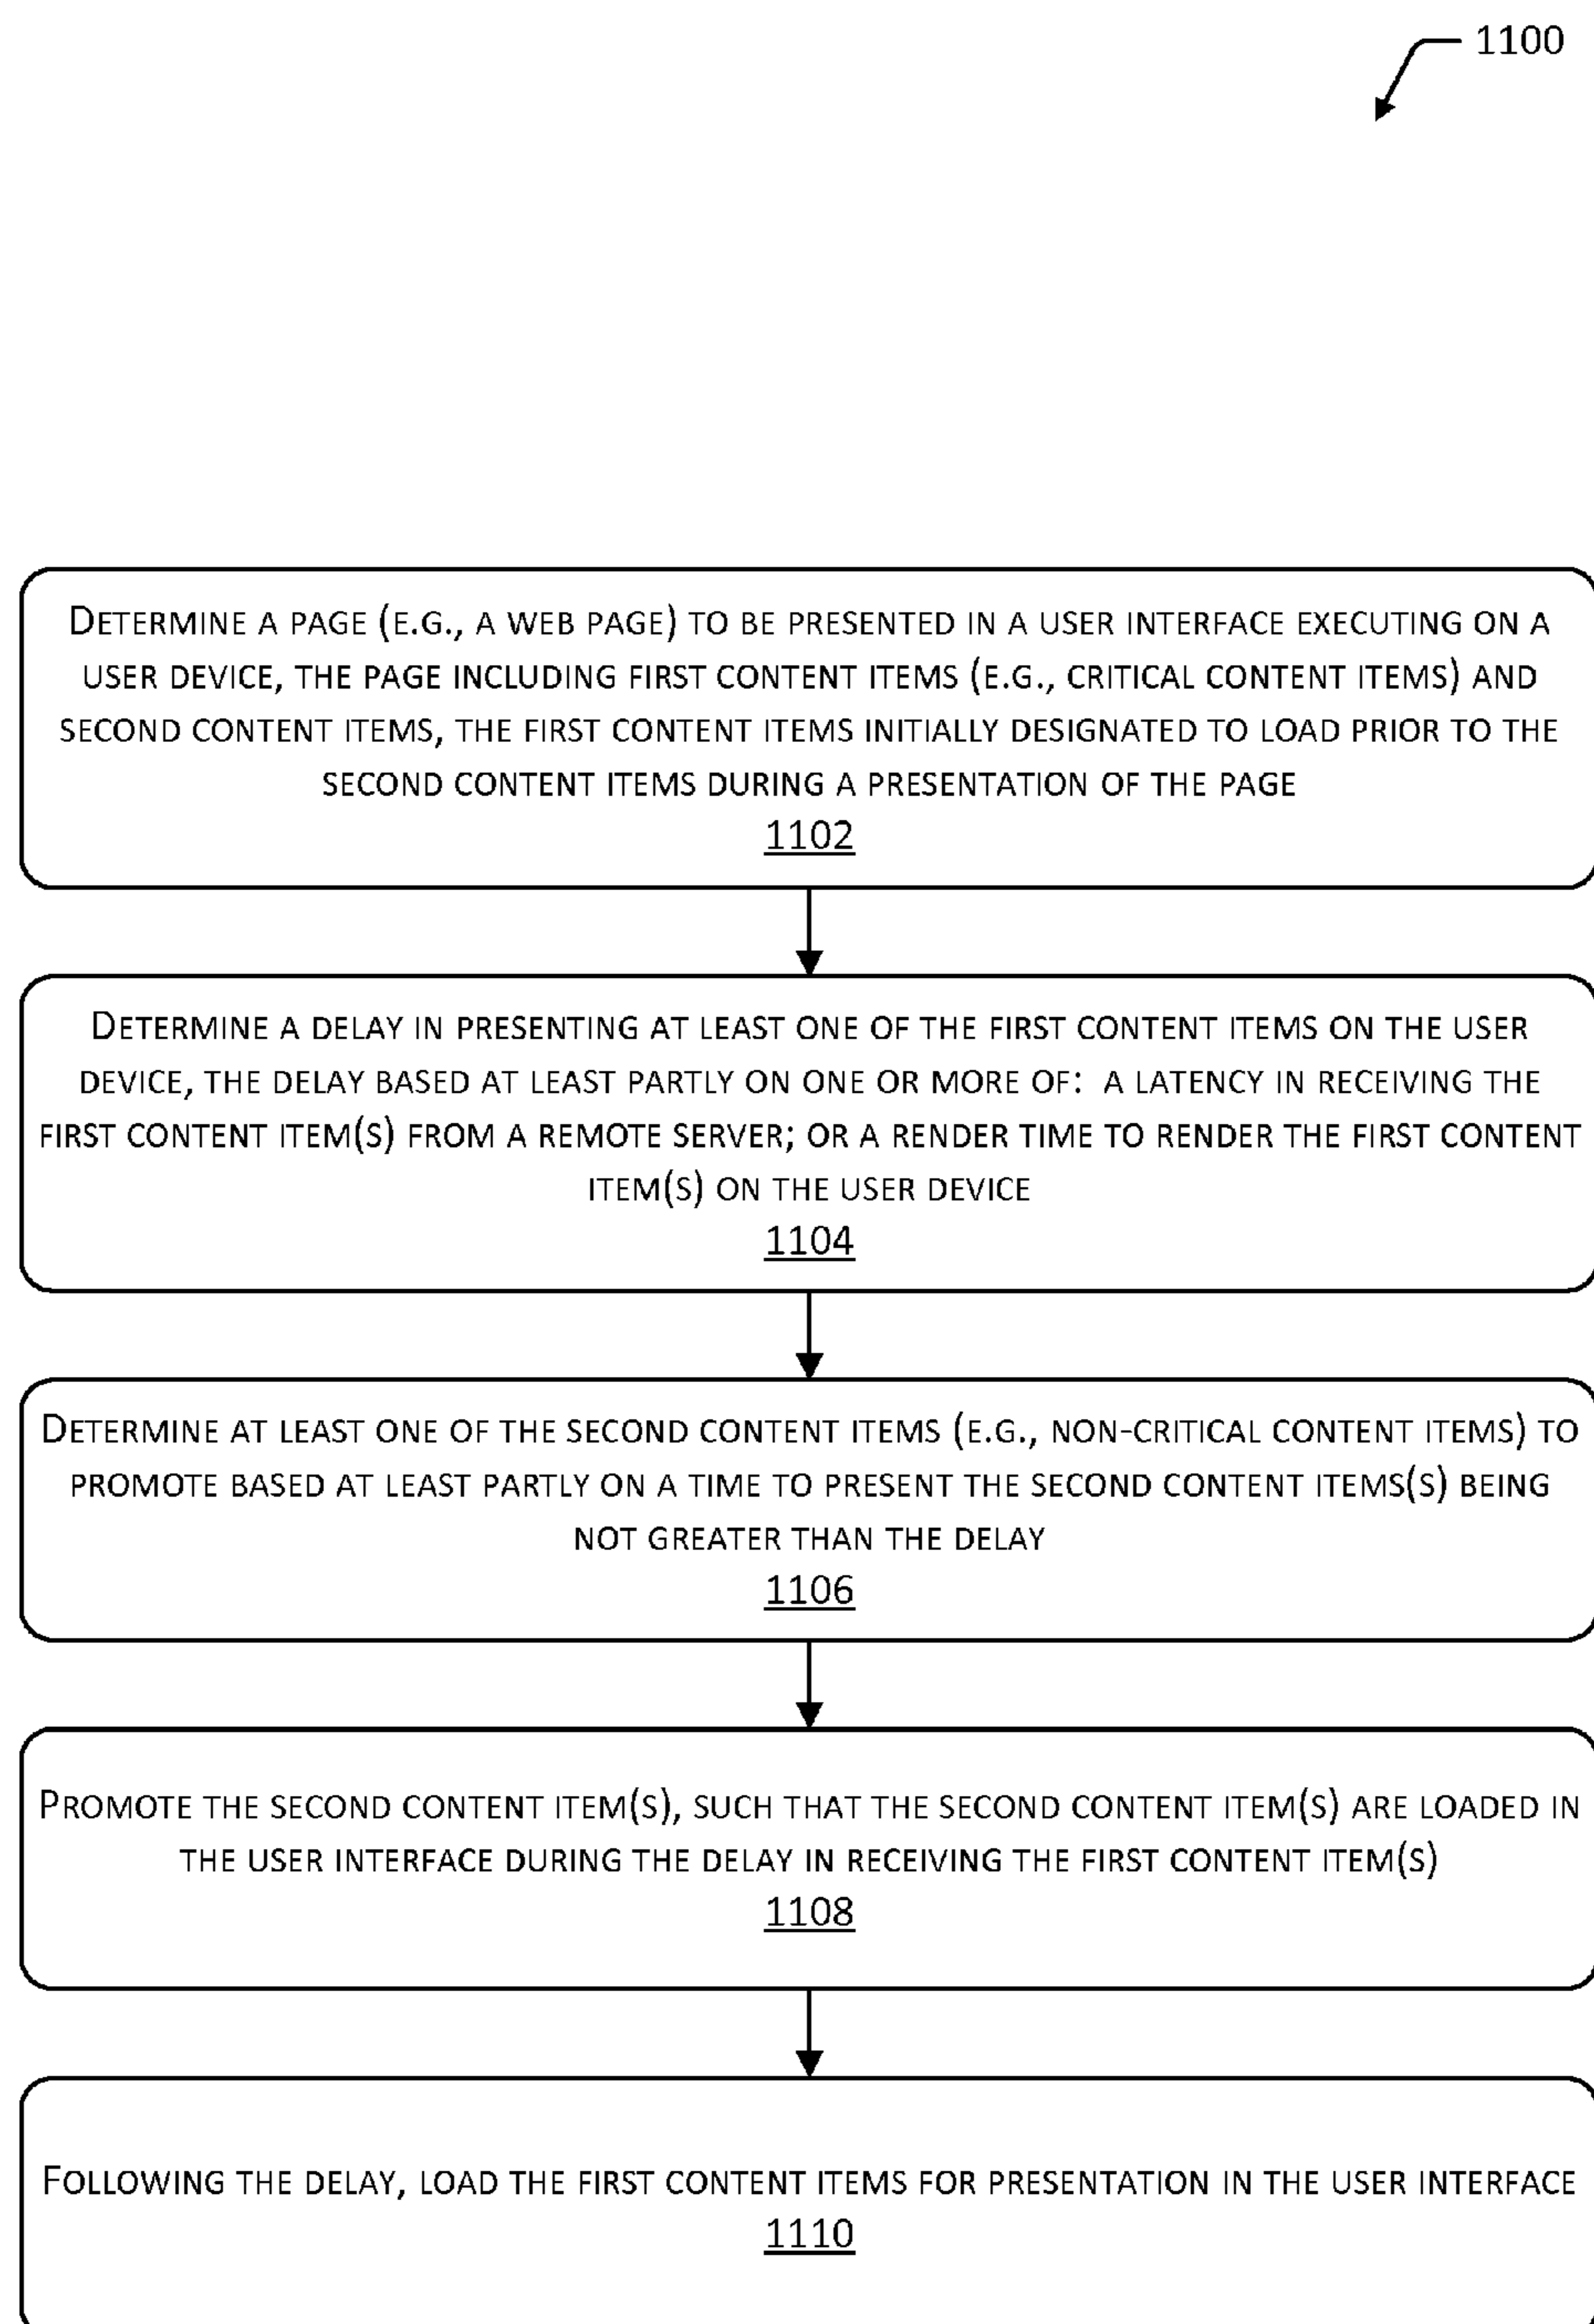 1100
DETERMINE A PAGE (E.G., A WEB PAGE) TO BE PRESENTED IN A USER INTERFACE EXECUTING ON A
USER DEVICE, THE PAGE INCLUDING FIRST CONTENT ITEMS (E.G., CRITICAL CONTENT ITEMS) AND
SECOND CONTENT ITEMS, THE FIRST CONTENT ITEMS INITIALLY DESIGNATED TO LOAD PRIOR TO THE
SECOND CONTENT ITEMS DURING A PRESENTATION OF THE PAGE
1102
DETERMINE A DELAY IN PRESENTING AT LEAST ONE OF THE FIRST CONTENT ITEMS ON THE USER
DEVICE, THE DELAY BASED AT LEAST PARTLY ON ONE OR MORE OF: A LATENCY IN RECEIVING THE
FIRST CONTENT ITEM(S) FROM A REMOTE SERVER; OR A RENDER TIME TO RENDER THE FIRST CONTENT
ITEM(S) ON THE USER DEVICE
1104
DETERMINE AT LEAST ONE OF THE SECOND CONTENT ITEMS (E.G., NON-CRITICAL CONTENT ITEMS) TO
PROMOTE BASED AT LEAST PARTLY ON A TIME TO PRESENT THE SECOND CONTENT ITEMS(S) BEING
NOT GREATER THAN THE DELAY
1106
PROMOTE THE SECOND CONTENT ITEM(S), SUCH THAT THE SECOND CONTENT ITEM(S) ARE LOADED IN
THE USER INTERFACE DURING THE DELAY IN RECEIVING THE FIRST CONTENT ITEM(S)
1108
FOLLOWING THE DELAY, LOAD THE FIRST CONTENT ITEMS FOR PRESENTATION IN THE USER INTERFACE
1110